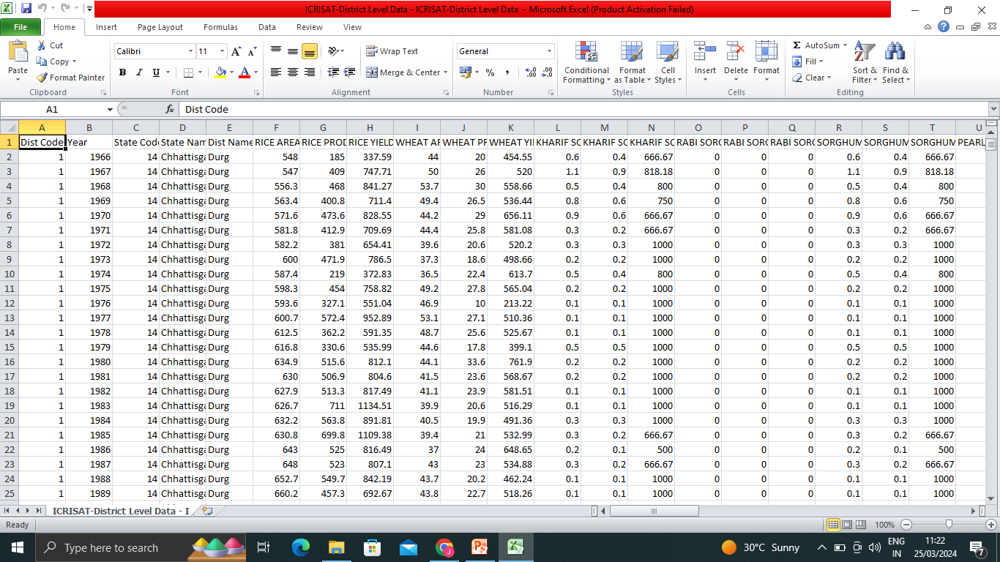 ICRISAT-District Level Data - ICRISAT-District Level Data - Microsoft Excel (Product Activation Failed)
File Home Insert Page Layout Formulas Data Review View
Paste Cut Copy Format Painter
Calibri 11
B I U A
Wrap Text
Merge & Center
General
% ,
Conditional Formatting Format as Table Cell Styles
Insert Delete Format
AutoSum Fill Clear
Sort & Filter Find & Select
Clipboard Font Alignment Number Styles Cells Editing
A1 fx Dist Code
A B C D E F G H I J K L M N O P Q R S T U
1 Dist Code Year State Code State Nam Dist Name RICE AREA RICE PROD RICE YIELD WHEAT AR WHEAT PR WHEAT YII KHARIF SO KHARIF SO KHARIF SO RABI SORG RABI SORG RABI SORG SORGHUM SORGHUM SORGHUM PEARL
2 1 1966 14 Chhattisga Durg 548 185 337.59 44 20 454.55 0.6 0.4 666.67 0 0 0 0.6 0.4 666.67
3 1 1967 14 Chhattisga Durg 547 409 747.71 50 26 520 1.1 0.9 818.18 0 0 0 1.1 0.9 818.18
4 1 1968 14 Chhattisga Durg 556.3 468 841.27 53.7 30 558.66 0.5 0.4 800 0 0 0 0.5 0.4 800
5 1 1969 14 Chhattisga Durg 563.4 400.8 711.4 49.4 26.5 536.44 0.8 0.6 750 0 0 0 0.8 0.6 750
6 1 1970 14 Chhattisga Durg 571.6 473.6 828.55 44.2 29 656.11 0.9 0.6 666.67 0 0 0 0.9 0.6 666.67
7 1 1971 14 Chhattisga Durg 581.8 412.9 709.69 44.4 25.8 581.08 0.3 0.2 666.67 0 0 0 0.3 0.2 666.67
8 1 1972 14 Chhattisga Durg 582.2 381 654.41 39.6 20.6 520.2 0.3 0.3 1000 0 0 0 0.3 0.3 1000
9 1 1973 14 Chhattisga Durg 600 471.9 786.5 37.3 18.6 498.66 0.2 0.2 1000 0 0 0 0.2 0.2 1000
10 1 1974 14 Chhattisga Durg 587.4 219 372.83 36.5 22.4 613.7 0.5 0.4 800 0 0 0 0.5 0.4 800
11 1 1975 14 Chhattisga Durg 598.3 454 758.82 49.2 27.8 565.04 0.2 0.2 1000 0 0 0 0.2 0.2 1000
12 1 1976 14 Chhattisga Durg 593.6 327.1 551.04 46.9 10 213.22 0.1 0.1 1000 0 0 0 0.1 0.1 1000
13 1 1977 14 Chhattisga Durg 600.7 572.4 952.89 53.1 27.1 510.36 0.1 0.1 1000 0 0 0 0.1 0.1 1000
14 1 1978 14 Chhattisga Durg 612.5 362.2 591.35 48.7 25.6 525.67 0.1 0.1 1000 0 0 0 0.1 0.1 1000
15 1 1979 14 Chhattisga Durg 616.8 330.6 535.99 44.6 17.8 399.1 0.5 0.5 1000 0 0 0 0.5 0.5 1000
16 1 1980 14 Chhattisga Durg 634.9 515.6 812.1 44.1 33.6 761.9 0.2 0.2 1000 0 0 0 0.2 0.2 1000
17 1 1981 14 Chhattisga Durg 630 506.9 804.6 41.5 23.6 568.67 0.2 0.2 1000 0 0 0 0.2 0.2 1000
18 1 1982 14 Chhattisga Durg 627.9 513.3 817.49 41.1 23.9 581.51 0.1 0.1 1000 0 0 0 0.1 0.1 1000
19 1 1983 14 Chhattisga Durg 626.7 711 1134.51 39.9 20.6 516.29 0.1 0.1 1000 0 0 0 0.1 0.1 1000
20 1 1984 14 Chhattisga Durg 632.2 563.8 891.81 40.5 19.9 491.36 0.3 0.3 1000 0 0 0 0.3 0.3 1000
21 1 1985 14 Chhattisga Durg 630.8 699.8 1109.38 39.4 21 532.99 0.3 0.2 666.67 0 0 0 0.3 0.2 666.67
22 1 1986 14 Chhattisga Durg 643 525 816.49 37 24 648.65 0.2 0.1 500 0 0 0 0.2 0.1 500
23 1 1987 14 Chhattisga Durg 648 523 807.1 43 23 534.88 0.3 0.2 666.67 0 0 0 0.3 0.2 666.67
24 1 1988 14 Chhattisga Durg 652.7 549.7 842.19 43.7 20.2 462.24 0.1 0.1 1000 0 0 0 0.1 0.1 1000
25 1 1989 14 Chhattisga Durg 660.2 457.3 692.67 43.8 22.7 518.26 0.1 0.1 1000 0 0 0 0.1 0.1 1000
ICRISAT-District Level Data - I
Ready 100%
Type here to search 30°C Sunny ENG IN 11:22 25/03/2024 7